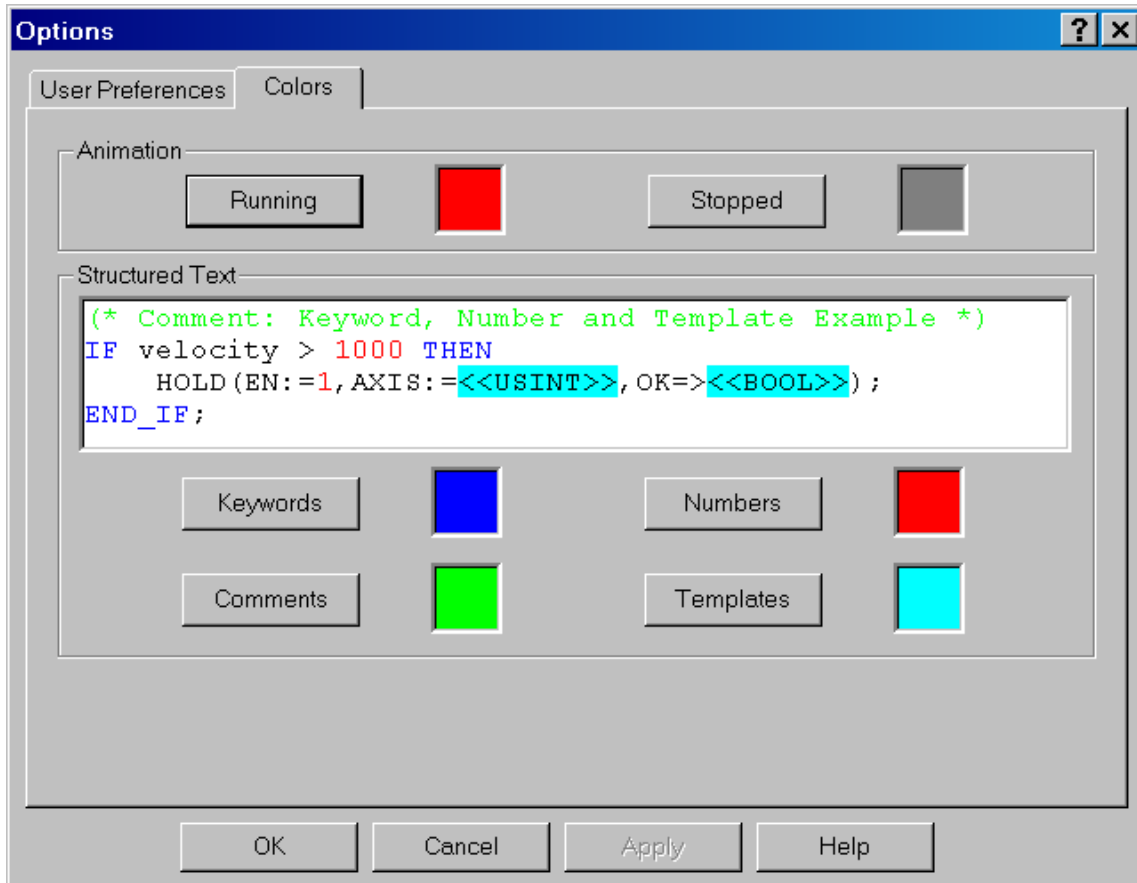 Options
User Preferences Colors
Animation
Running Stopped
Structured Text
(* Comment: Keyword, Number and Template Example *)
IF velocity > 1000 THEN
    HOLD(EN:=1,AXIS:=<<USINT>>,OK=><<BOOL>>);
END_IF;
Keywords Numbers
Comments Templates
OK Cancel Apply Help